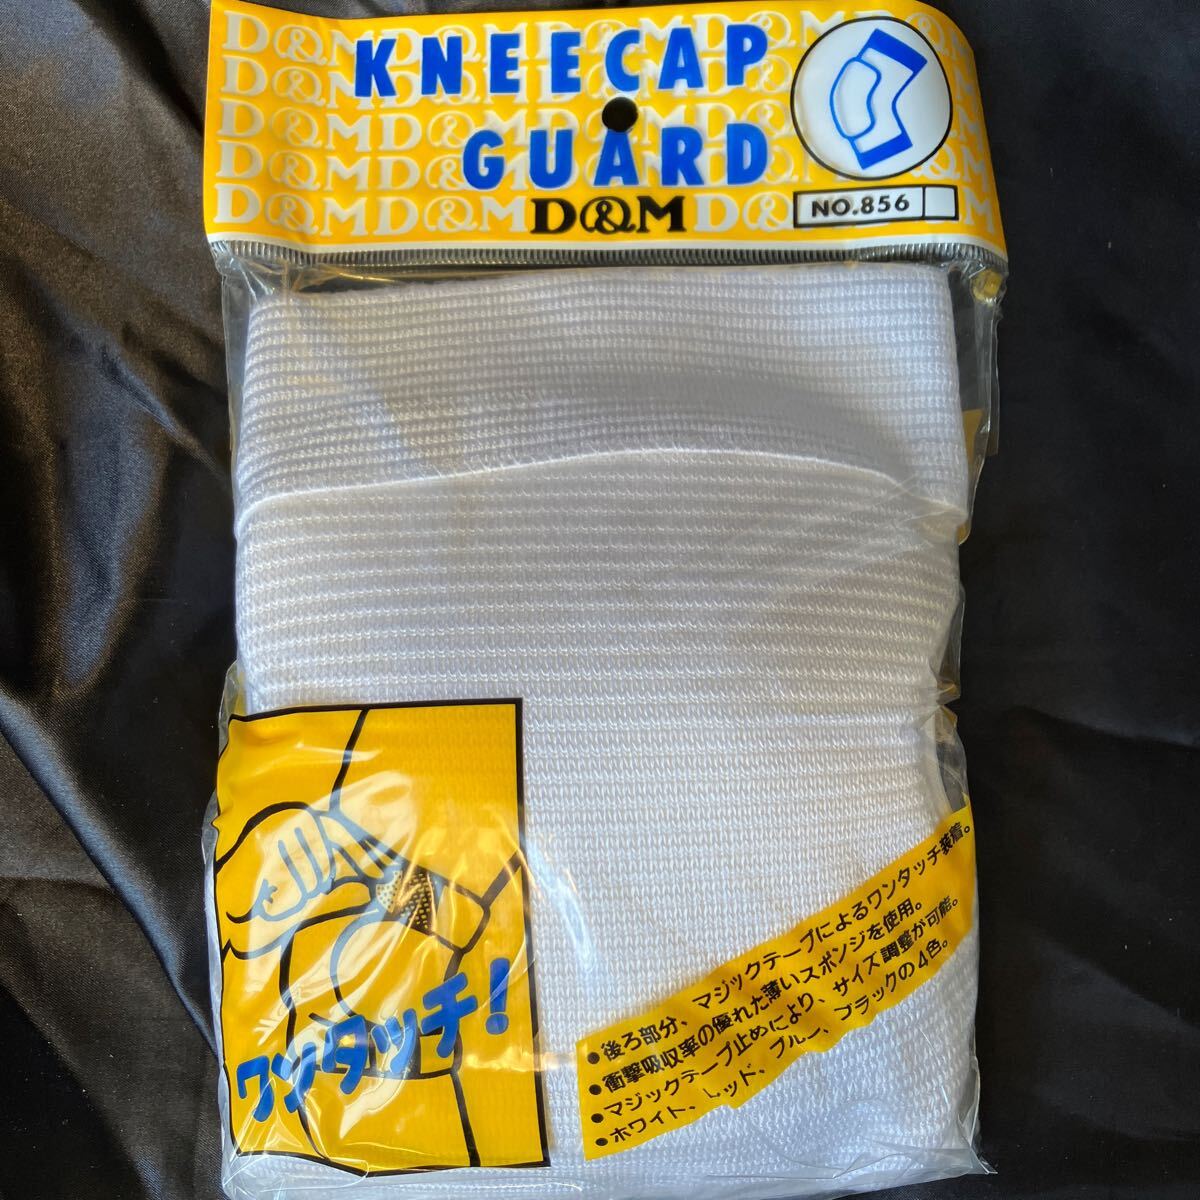 KNEECAP
GUARD
D&M
NO.856
ワンタッチ!
●後ろ部分、マジックテープによるワンタッチ装着。
●衝撃吸収率の優れた薄いスポンジを使用。
●マジックテープ止めにより、サイズ調整が可能。
●ホワイト、レッド、ブルー、ブラックの4色。